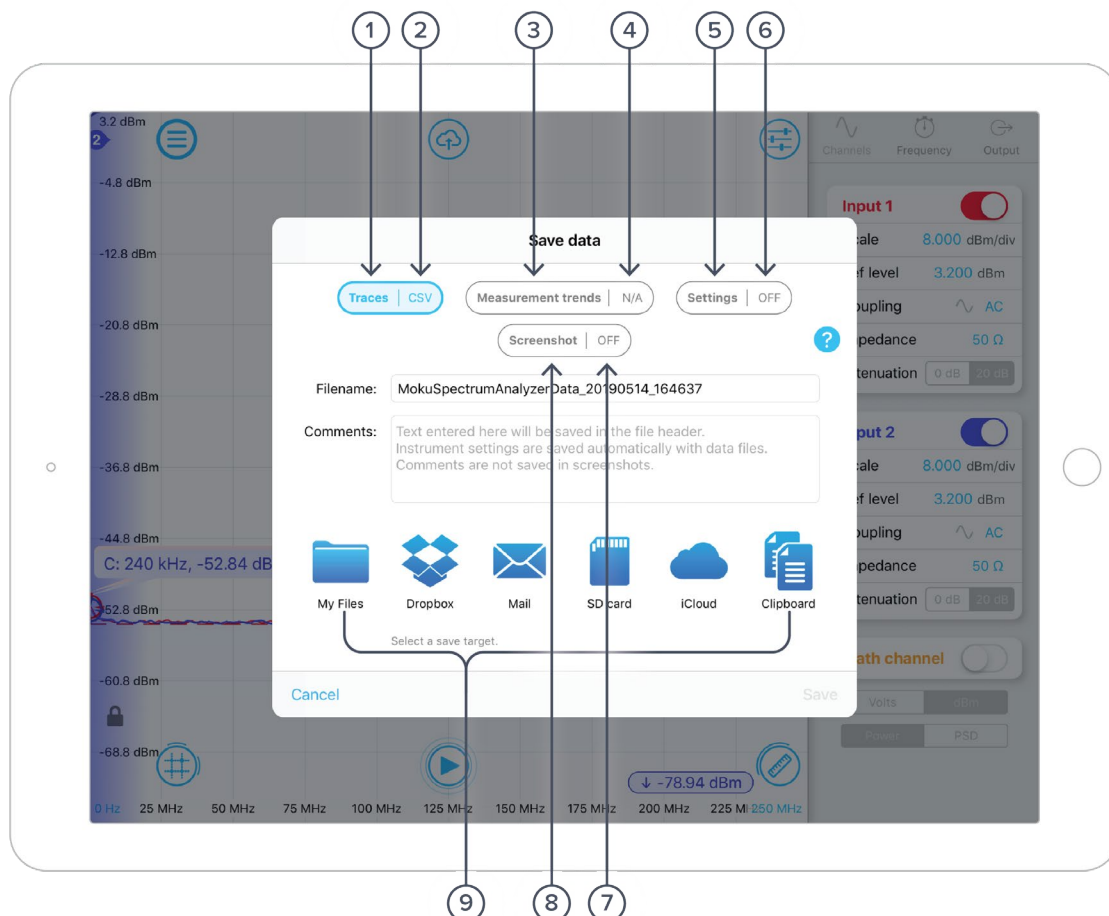 1 2 3 4 5 6
3.2 dBm
2
Channels Frequency Output
-4.8 dBm
Input 1
Save data
-12.8 dBm
cale 8.000 dBm/div
ef level 3.200 dBm
Traces | CSV Measurement trends | N/A Settings | OFF
oupling AC
-20.8 dBm
Screenshot | OFF
?
pedance 50 Ω
tenuation 0 dB 20 dB
Filename: MokuSpectrumAnalyzerData_20190514_164637
-28.8 dBm
Comments: Text entered here will be saved in the file header.
Instrument settings are saved automatically with data files.
Comments are not saved in screenshots.
put 2
-36.8 dBm
cale 8.000 dBm/div
ef level 3.200 dBm
oupling AC
-44.8 dBm
C: 240 kHz, -52.84 dB
pedance 50 Ω
tenuation 0 dB 20 dB
My Files Dropbox Mail SD card iCloud Clipboard
52.8 dBm
Select a save target.
ath channel
-60.8 dBm
Cancel Save
Volts dBm
Power PSD
-68.8 dBm
↓ -78.94 dBm
0 Hz 25 MHz 50 MHz 75 MHz 100 MHz 125 MHz 150 MHz 175 MHz 200 MHz 225 M 250 MHz
9 8 7